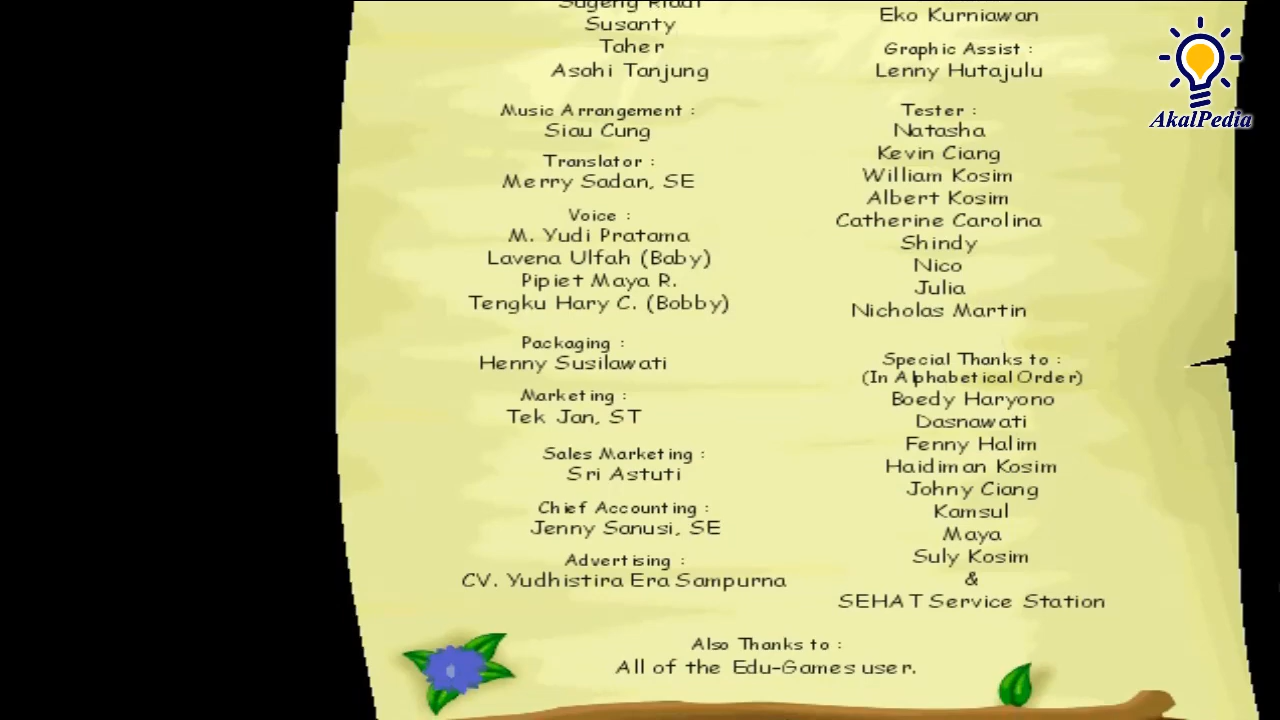 Susanty
Taher
Asahi Tanjung
Music Arrangement :
Siau Cung
Translator :
Merry Sadan, SE
Voice :
M. Yudi Pratama
Lavena Ulfah (Baby)
Pipiet Maya R.
Tengku Hary C. (Bobby)
Packaging :
Henny Susilawati
Marketing :
Tek Jan, ST
Sales Marketing :
Sri Astuti
Chief Accounting :
Jenny Sanusi, SE
Advertising :
CV. Yudhistira Era Sampurna
Eko Kurniawan
Graphic Assist :
Lenny Hutajulu
Tester :
Natasha
Kevin Ciang
William Kosim
Albert Kosim
Catherine Carolina
Shindy
Nico
Julia
Nicholas Martin
Special Thanks to :
(In Alphabetical Order)
Boedy Haryono
Dasnawati
Fenny Halim
Haidiman Kosim
Johny Ciang
Kamsul
Maya
Suly Kosim
&
SEHAT Service Station
Also Thanks to :
All of the Edu-Games user.
AkalPedia